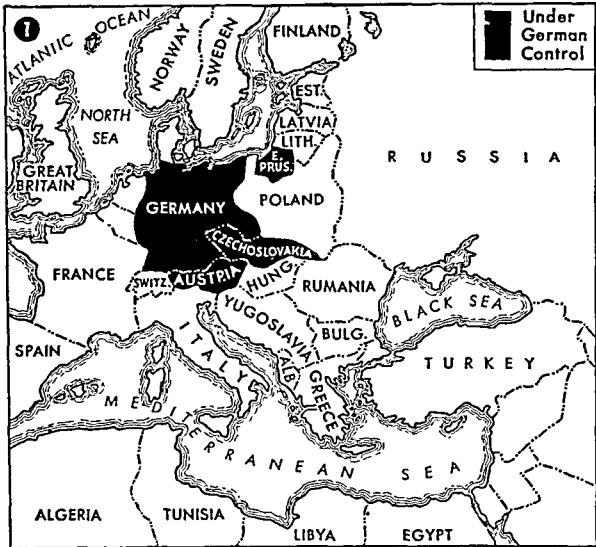 1
ATLANTIC OCEAN
NORWAY
SWEDEN
FINLAND
Under
German
Control
NORTH
SEA
EST.
LATVIA
LITH.
E.
PRUS.
RUSSIA
GREAT
BRITAIN
GERMANY
POLAND
CZECHOSLOVAKIA
FRANCE
SWITZ.
AUSTRIA
HUNG.
RUMANIA
BLACK SEA
YUGOSLAVIA
BULG.
SPAIN
ITALY
ALB.
GREECE
TURKEY
MEDITERRANEAN SEA
ALGERIA
TUNISIA
LIBYA
EGYPT